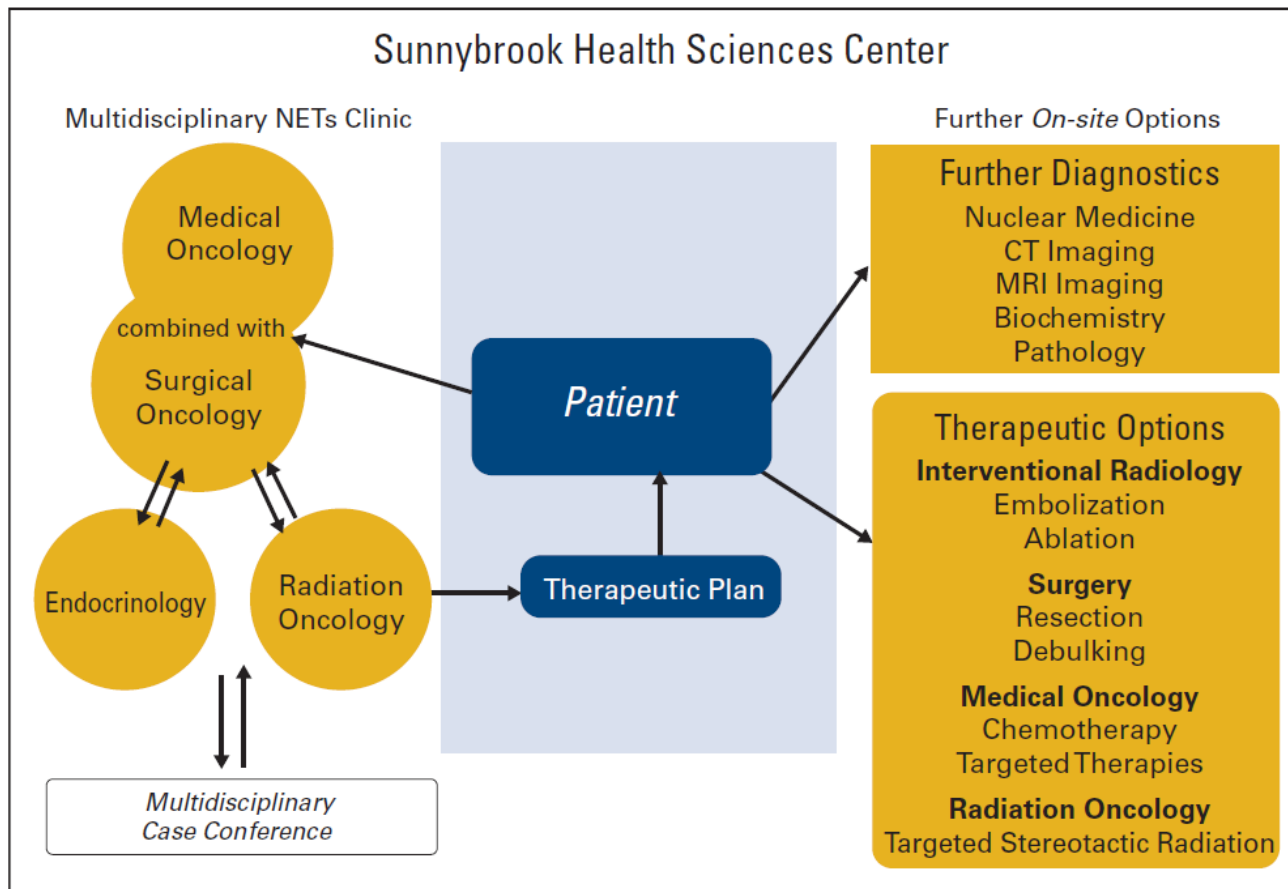 Sunnybrook Health Sciences Center
Multidisciplinary NETs Clinic
Medical
Oncology
combined with
Surgical
Oncology
Endocrinology
Radiation
Oncology
Multidisciplinary
Case Conference
Patient
Therapeutic Plan
Further On-site Options
Further Diagnostics
Nuclear Medicine
CT Imaging
MRI Imaging
Biochemistry
Pathology
Therapeutic Options
Interventional Radiology
Embolization
Ablation
Surgery
Resection
Debulking
Medical Oncology
Chemotherapy
Targeted Therapies
Radiation Oncology
Targeted Stereotactic Radiation